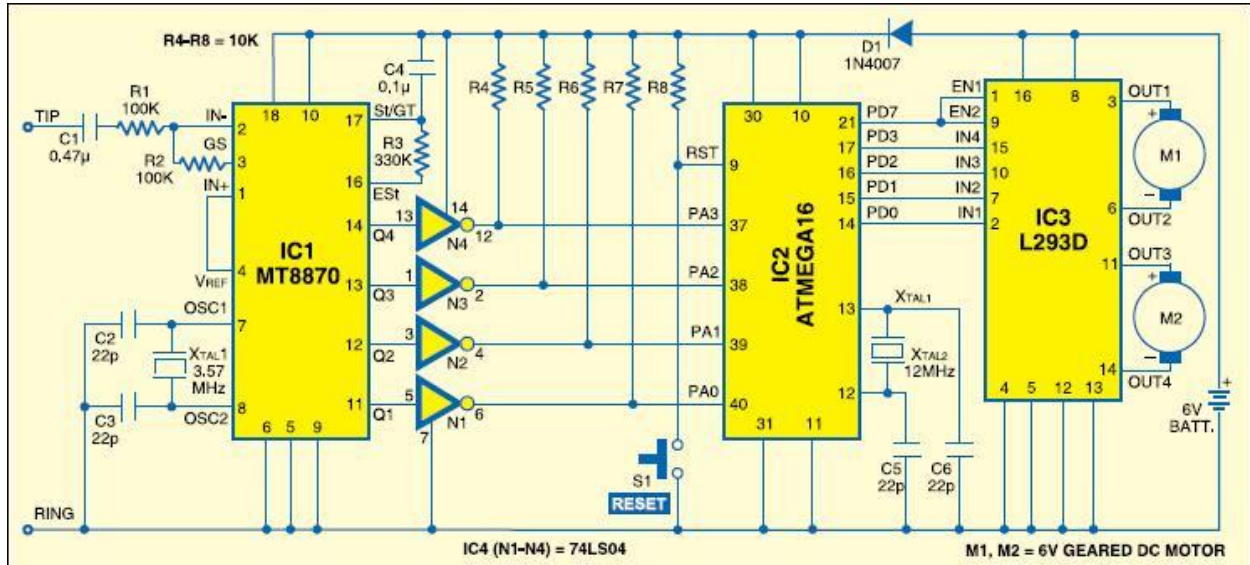 R4–R8 = 10K
D1
1N4007
C4
0,1µ
R4
R5
R6
R7
R8
TIP
C1
0,47µ
R1
100K
R2
100K
IN-
2
GS
3
IN+
1
4
VREF
OSC1
7
C2
22p
XTAL1
3.57
MHz
C3
22p
8
OSC2
18
10
17
St/GT
R3
330K
16
ESt
IC1
MT8870
14
Q4
13
Q3
12
Q2
11
Q1
6
5
9
13
14
N4
12
1
N3
2
3
N2
4
5
N1
6
7
RST
9
PA3
37
PA2
38
PA1
39
PA0
40
30
10
IC2
ATMEGA16
31
11
21
PD7
17
PD3
16
PD2
15
PD1
14
PD0
13
XTAL1
XTAL2
12MHz
12
C5
22p
C6
22p
S1
RESET
EN1
1
EN2
9
IN4
15
IN3
10
IN2
7
IN1
2
16
8
IC3
L293D
3
OUT1
6
OUT2
11
OUT3
14
OUT4
4
5
12
13
+
M1
–
+
M2
–
+
6V
BATT.
RING
IC4 (N1–N4) = 74LS04
M1, M2 = 6V GEARED DC MOTOR